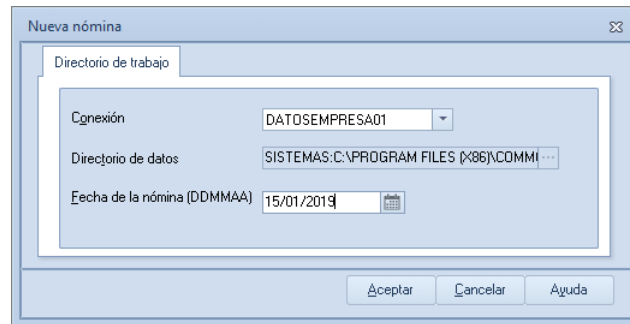 Nueva nómina
Directorio de trabajo
Conexión DATOSEMPRESA01
Directorio de datos SISTEMAS:C:\PROGRAM FILES (X86)\COMM
Fecha de la nómina (DDMMAA) 15/01/2019
Aceptar Cancelar Ayuda